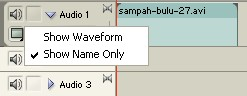 Audio 1
sampah-bulu-27.avi
Show Waveform
Show Name Only
Audio 3